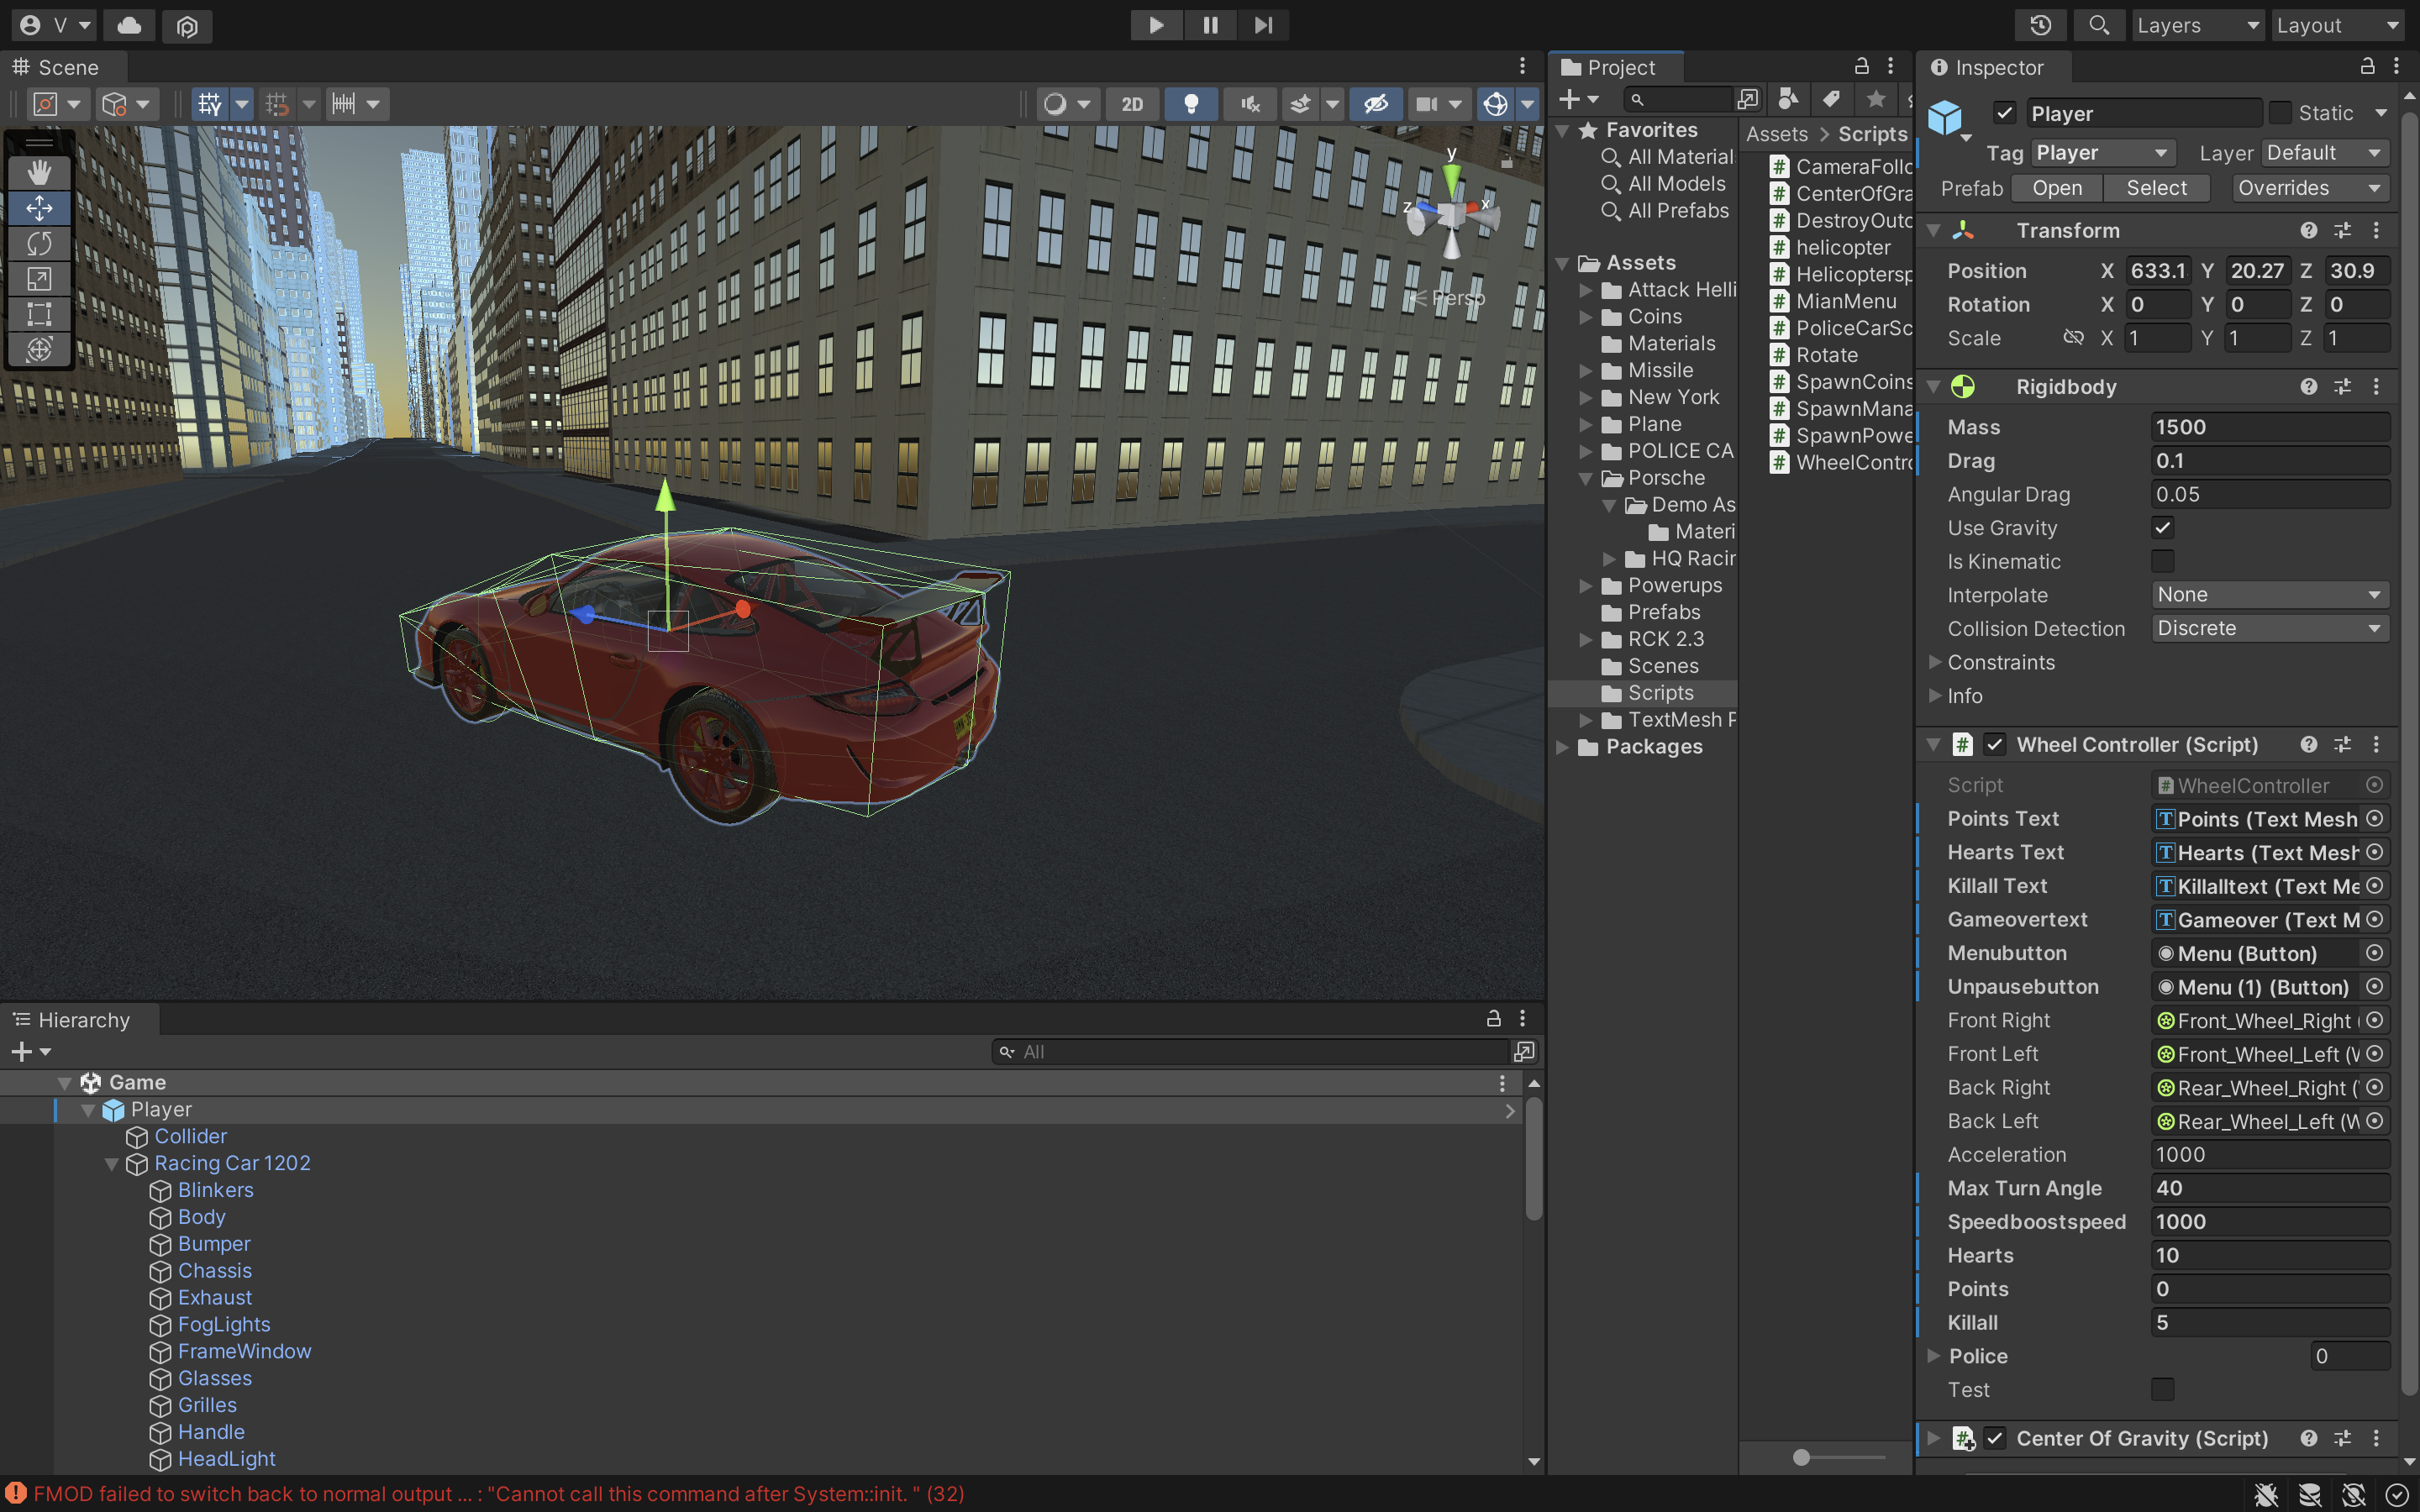 V
Layers
Layout
Scene
2D
y
z
x
Persp
Hierarchy
All
Game
Player
Collider
Racing Car 1202
Blinkers
Body
Bumper
Chassis
Exhaust
FogLights
FrameWindow
Glasses
Grilles
Handle
HeadLight
Project
Favorites
All Material
All Models
All Prefabs
Assets
Attack Helli
Coins
Materials
Missile
New York
Plane
POLICE CA
Porsche
Demo As
Materi
HQ Racir
Powerups
Prefabs
RCK 2.3
Scenes
Scripts
TextMesh P
Packages
Assets > Scripts
CameraFollo
CenterOfGra
DestroyOuto
helicopter
Helicoptersp
MianMenu
PoliceCarSc
Rotate
SpawnCoins
SpawnMana
SpawnPowe
WheelContro
Inspector
Player
Static
Tag Player Layer Default
Prefab Open Select Overrides
Transform
Position X 633.1 Y 20.27 Z 30.9
Rotation X 0 Y 0 Z 0
Scale X 1 Y 1 Z 1
Rigidbody
Mass 1500
Drag 0.1
Angular Drag 0.05
Use Gravity
Is Kinematic
Interpolate None
Collision Detection Discrete
Constraints
Info
# Wheel Controller (Script)
Script # WheelController
Points Text Points (Text Mesh
Hearts Text Hearts (Text Mesh
Killall Text Killalltext (Text Me
Gameovertext Gameover (Text M
Menubutton Menu (Button)
Unpausebutton Menu (1) (Button)
Front Right Front_Wheel_Right (
Front Left Front_Wheel_Left (W
Back Right Rear_Wheel_Right (
Back Left Rear_Wheel_Left (W
Acceleration 1000
Max Turn Angle 40
Speedboostspeed 1000
Hearts 10
Points 0
Killall 5
Police 0
Test
# Center Of Gravity (Script)
FMOD failed to switch back to normal output ... : "Cannot call this command after System::init. " (32)